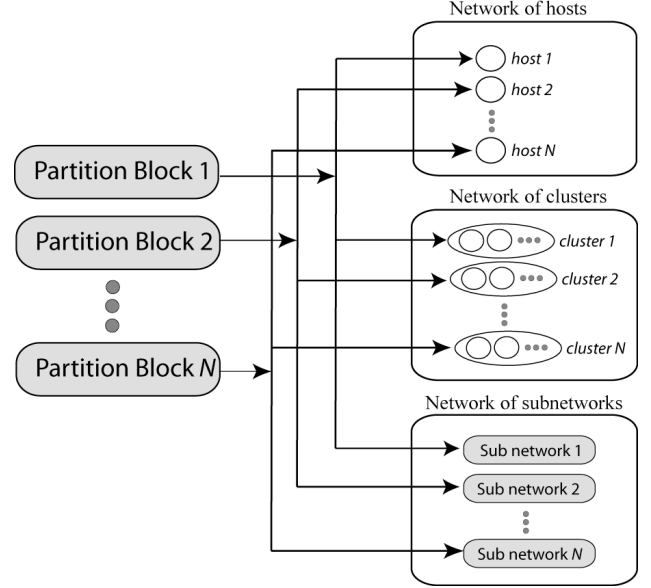 Network of hosts
host 1
host 2
host N
Partition Block 1
Partition Block 2
Partition Block N
Network of clusters
cluster 1
cluster 2
cluster N
Network of subnetworks
Sub network 1
Sub network 2
Sub network N